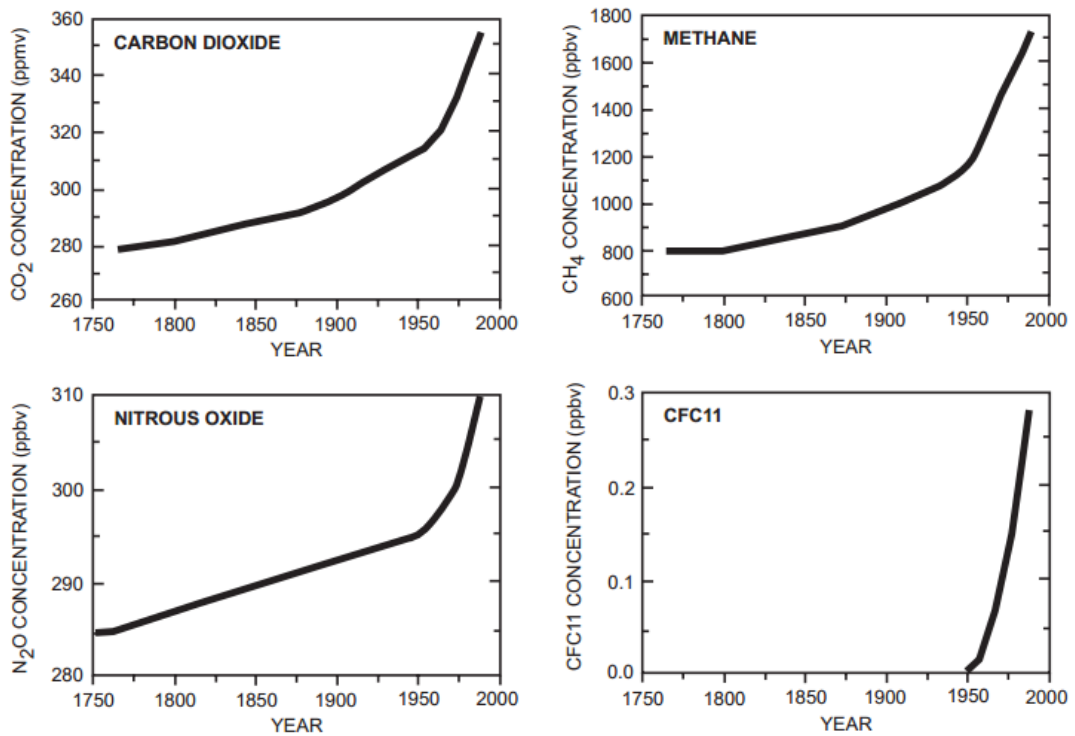 CARBON DIOXIDE
CO2 CONCENTRATION (ppmv)
360
340
320
300
280
260
1750 1800 1850 1900 1950 2000
YEAR
METHANE
CH4 CONCENTRATION (ppbv)
1800
1600
1400
1200
1000
800
600
1750 1800 1850 1900 1950 2000
YEAR
NITROUS OXIDE
N2O CONCENTRATION (ppbv)
310
300
290
280
1750 1800 1850 1900 1950 2000
YEAR
CFC11
CFC11 CONCENTRATION (ppbv)
0.3
0.2
0.1
0.0
1750 1800 1850 1900 1950 2000
YEAR